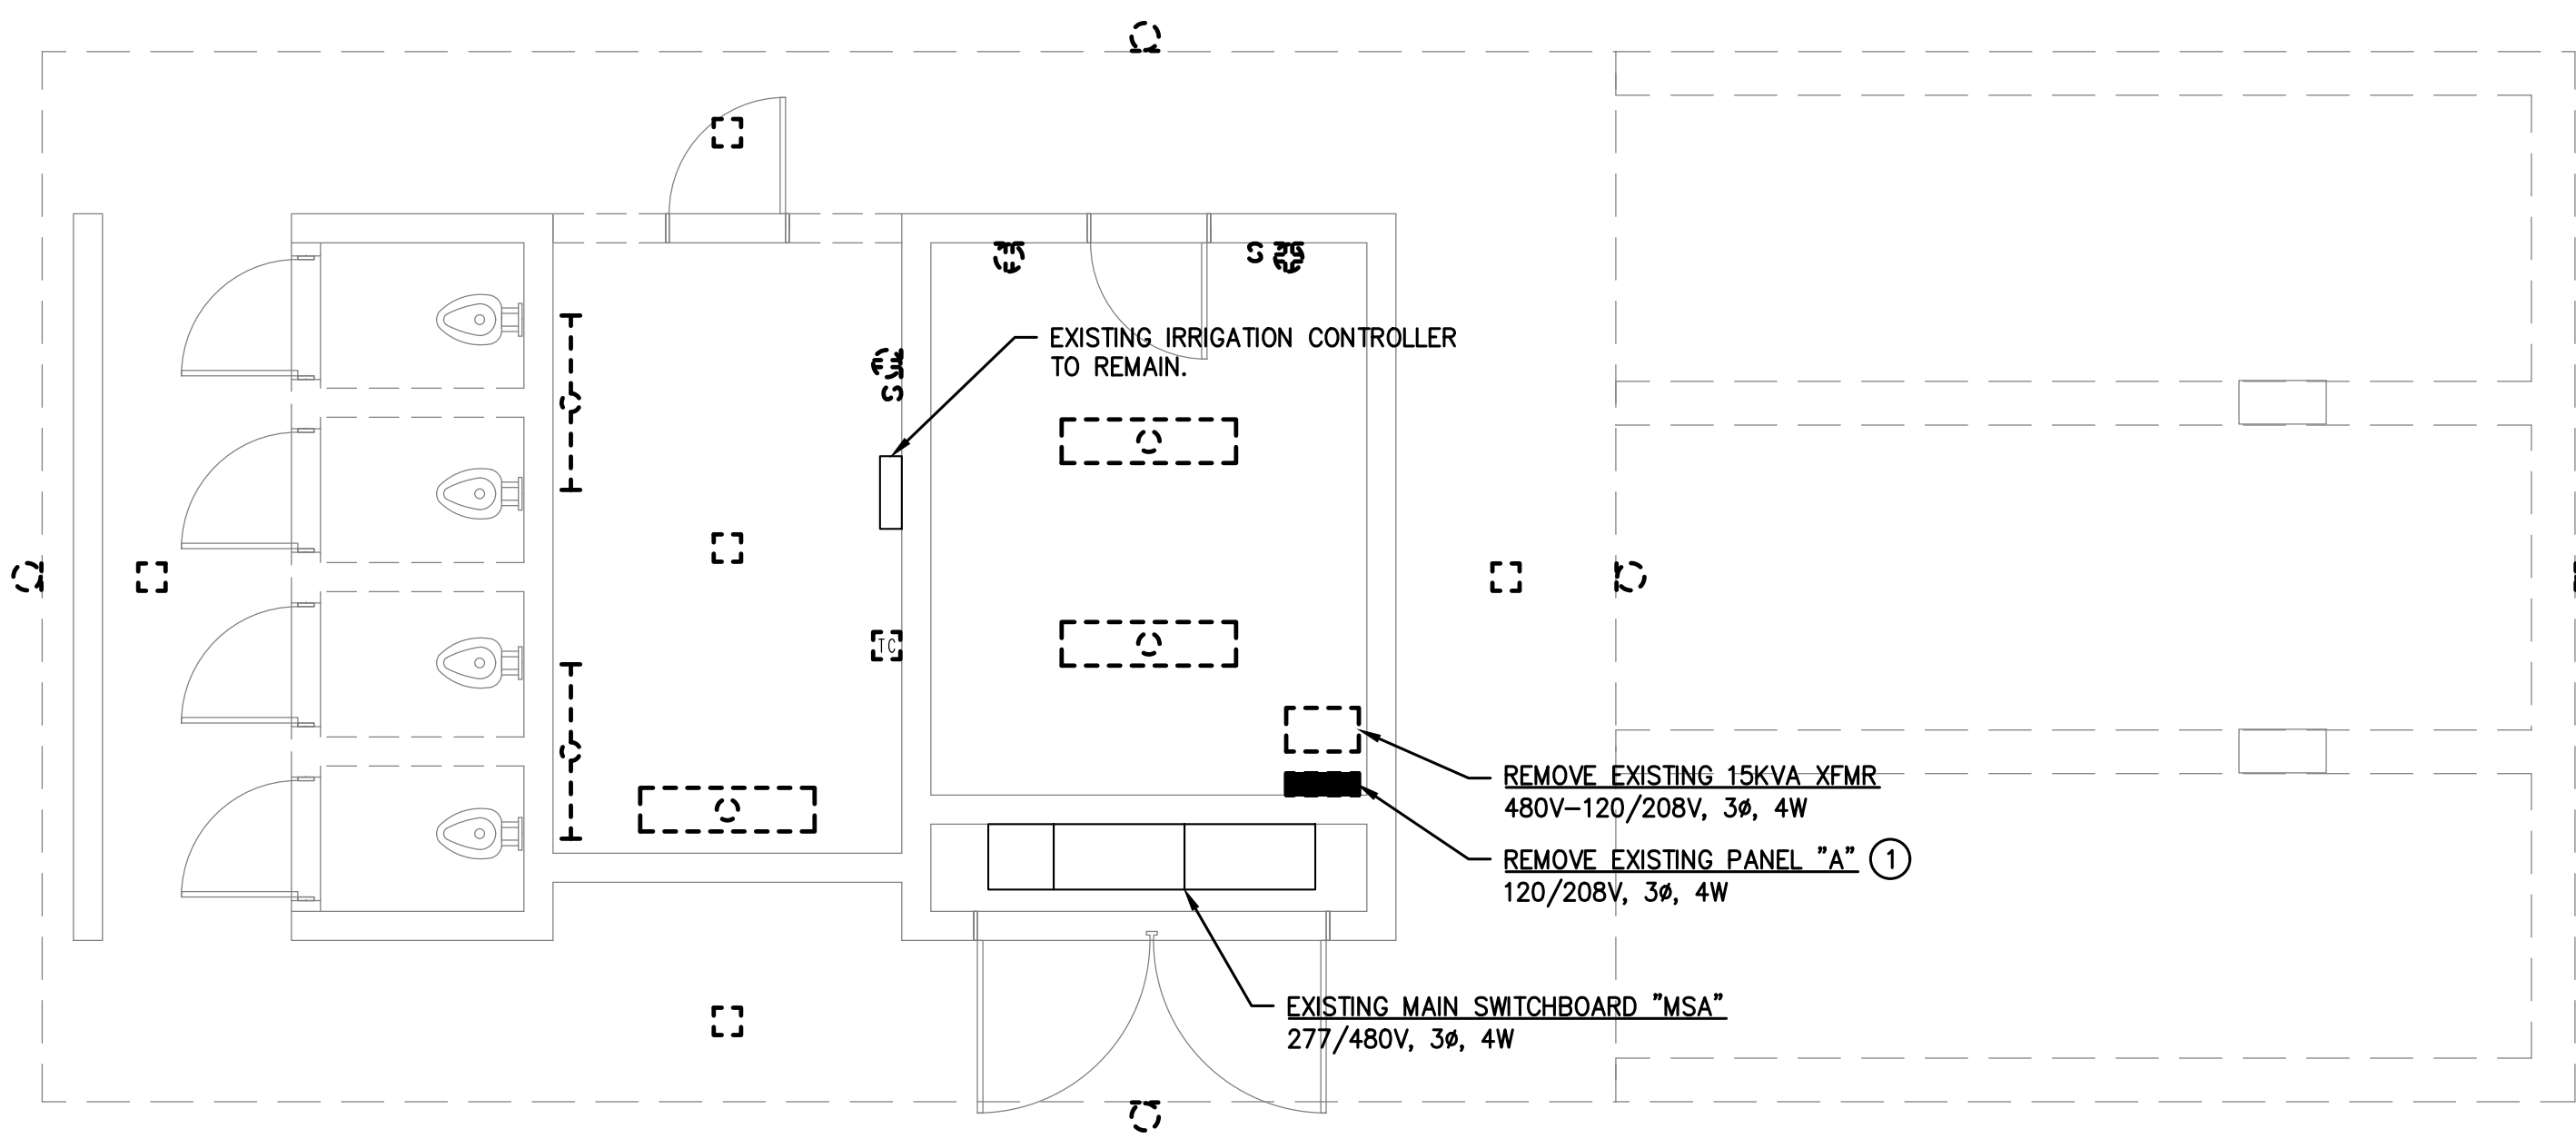 S
EXISTING IRRIGATION CONTROLLER
TO REMAIN.
S
TC
REMOVE EXISTING 15KVA XFMR
480V-120/208V, 3ø, 4W
REMOVE EXISTING PANEL "A" 1
120/208V, 3ø, 4W
EXISTING MAIN SWITCHBOARD "MSA"
277/480V, 3ø, 4W